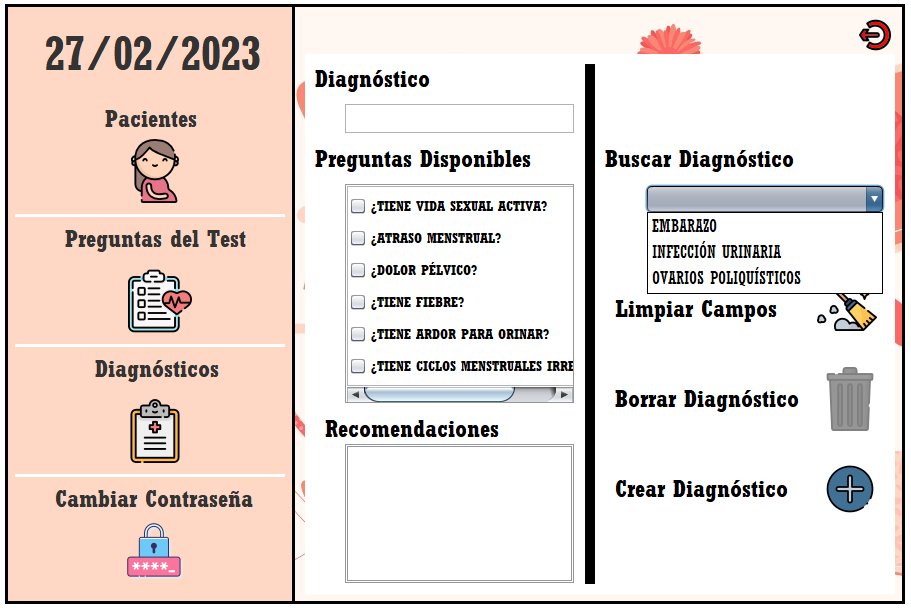 27/02/2023
Pacientes
Preguntas del Test
Diagnósticos
Cambiar Contraseña
****_
Diagnóstico
Preguntas Disponibles
¿TIENE VIDA SEXUAL ACTIVA?
¿ATRASO MENSTRUAL?
¿DOLOR PÉLVICO?
¿TIENE FIEBRE?
¿TIENE ARDOR PARA ORINAR?
¿TIENE CICLOS MENSTRUALES IRRE
Recomendaciones
Buscar Diagnóstico
EMBARAZO
INFECCIÓN URINARIA
OVARIOS POLIQUÍSTICOS
Limpiar Campos
Borrar Diagnóstico
Crear Diagnóstico